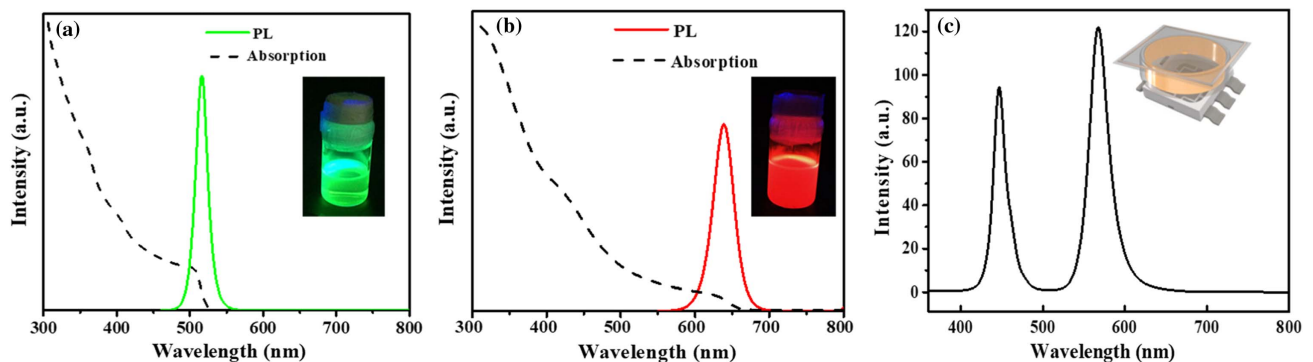 (a)
PL
Absorption
Intensity (a.u.)
300 400 500 600 700 800
Wavelength (nm)
(b)
PL
Absorption
Intensity (a.u.)
300 400 500 600 700 800
Wavelength (nm)
(c)
120
100
80
60
40
20
0
Intensity (a.u.)
400 500 600 700 800
Wavelength (nm)